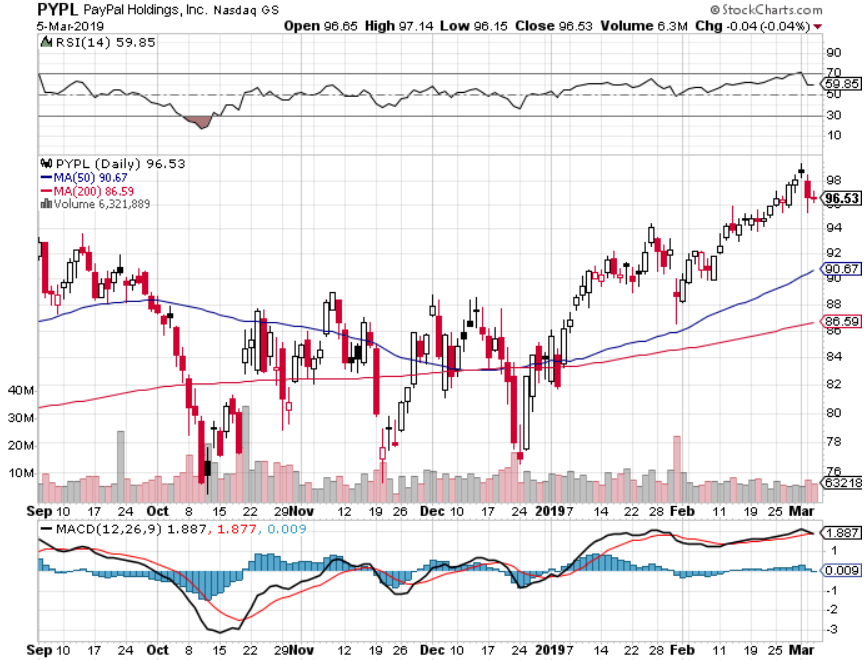 PYPL PayPal Holdings, Inc. Nasdaq GS © StockCharts.com
5-Mar-2019 Open 96.65 High 97.14 Low 96.15 Close 96.53 Volume 6.3M Chg -0.04 (-0.04%)
RSI(14) 59.85
90
70
59.85
50
30
10
PYPL (Daily) 96.53
MA(50) 90.67
MA(200) 86.59
Volume 6,321,889
98
96.53
96
94
92
90.67
90
88
86.59
86
84
82
80
78
76
63218
40M
30M
20M
10M
Sep 10 17 24 Oct 8 15 22 29 Nov 12 19 26 Dec 10 17 24 2019 7 14 22 28 Feb 11 19 25 Mar
MACD(12,26,9) 1.887, 1.877, 0.009
1.887
1
0.009
-1
-2
-3
Sep 10 17 24 Oct 8 15 22 29 Nov 12 19 26 Dec 10 17 24 2019 7 14 22 28 Feb 11 19 25 Mar